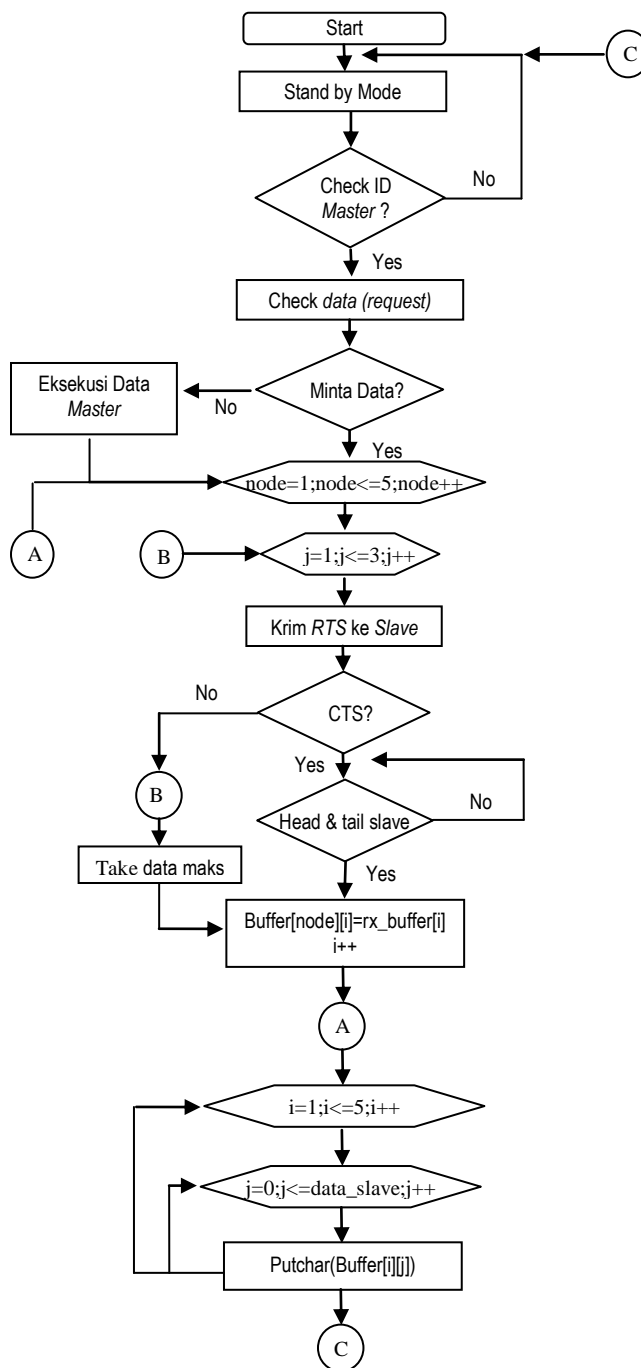 Start
C
Stand by Mode
Check ID
Master ?
No
Yes
Check data (request)
Eksekusi Data
Master
No
Minta Data?
Yes
node=1;node<=5;node++
A
B
j=1;j<=3;j++
Krim RTS ke Slave
No
CTS?
Yes
B
Head & tail slave
No
Take data maks
Yes
Buffer[node][i]=rx_buffer[i]
i++
A
i=1;i<=5;i++
j=0;j<=data_slave;j++
Putchar(Buffer[i][j])
C